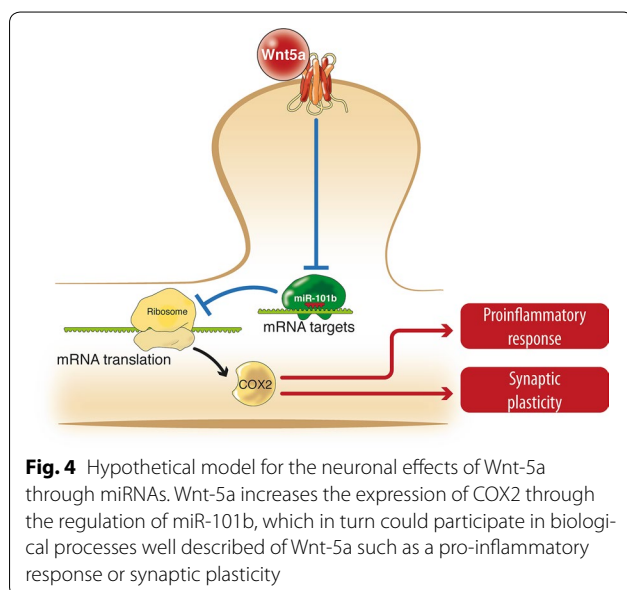 Wnt5a
miR-101b
mRNA targets
Ribosome
mRNA translation
COX2
Proinflammatory
response
Synaptic
plasticity
Fig. 4 Hypothetical model for the neuronal effects of Wnt-5a
through miRNAs. Wnt-5a increases the expression of COX2 through
the regulation of miR-101b, which in turn could participate in biologi-
cal processes well described of Wnt-5a such as a pro-inflammatory
response or synaptic plasticity